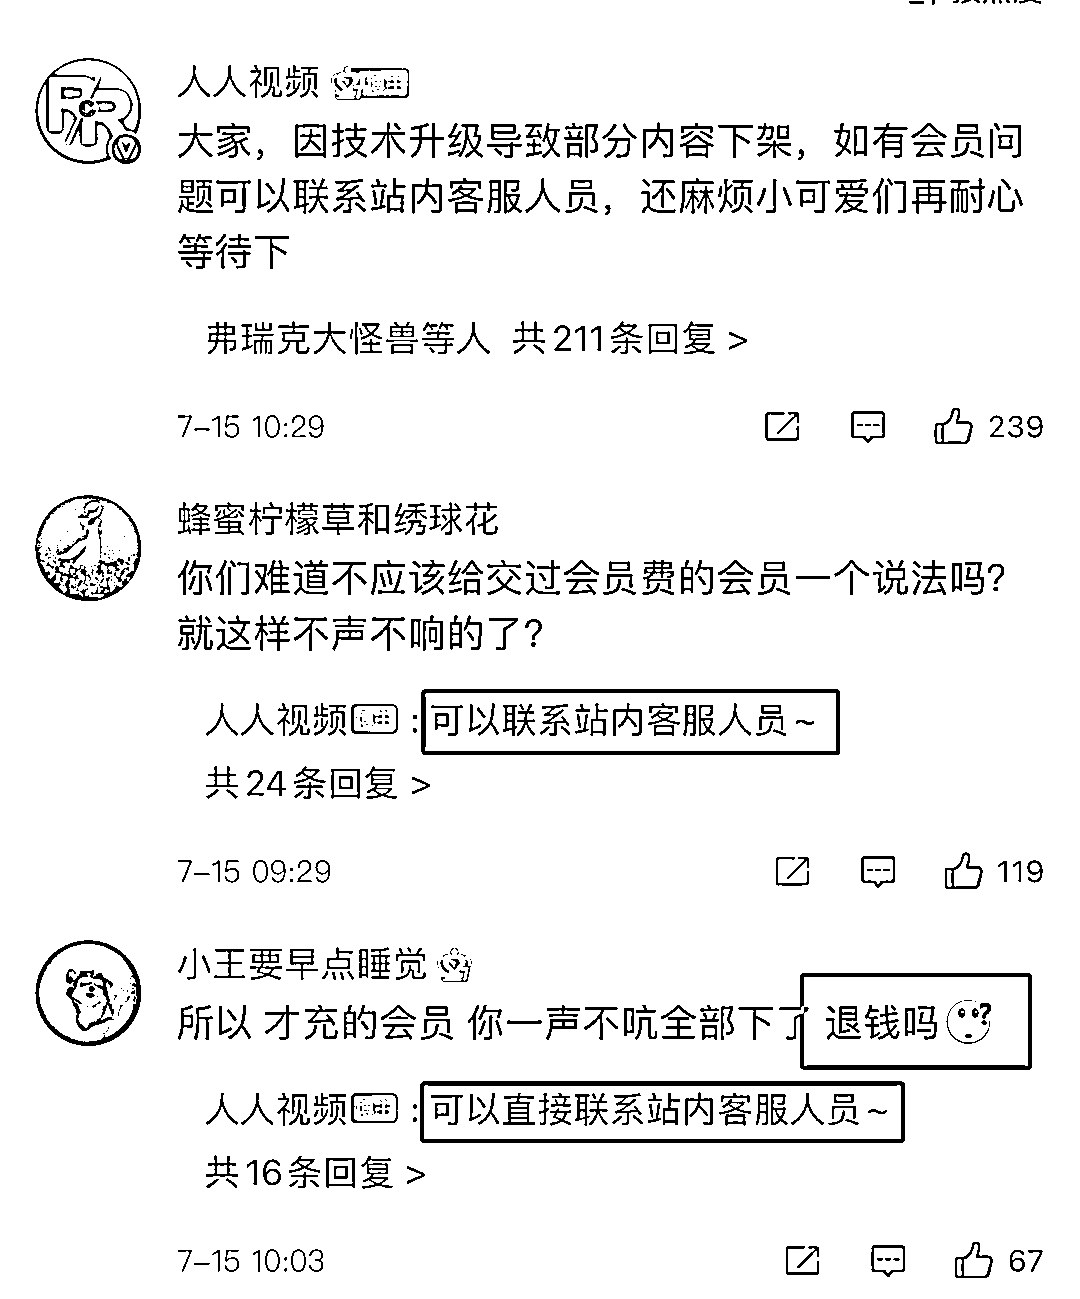 人人视频
大家，因技术升级导致部分内容下架，如有会员问
题可以联系站内客服人员，还麻烦小可爱们再耐心
等待下
弗瑞克大怪兽等人 共211条回复 >
7-15 10:29 239
蜂蜜柠檬草和绣球花
你们难道不应该给交过会员费的会员一个说法吗？
就这样不声不响的了？
人人视频：可以联系站内客服人员~
共24条回复 >
7-15 09:29 119
小王要早点睡觉
所以 才充的会员 你一声不吭全部下了 退钱吗
人人视频：可以直接联系站内客服人员~
共16条回复 >
7-15 10:03 67